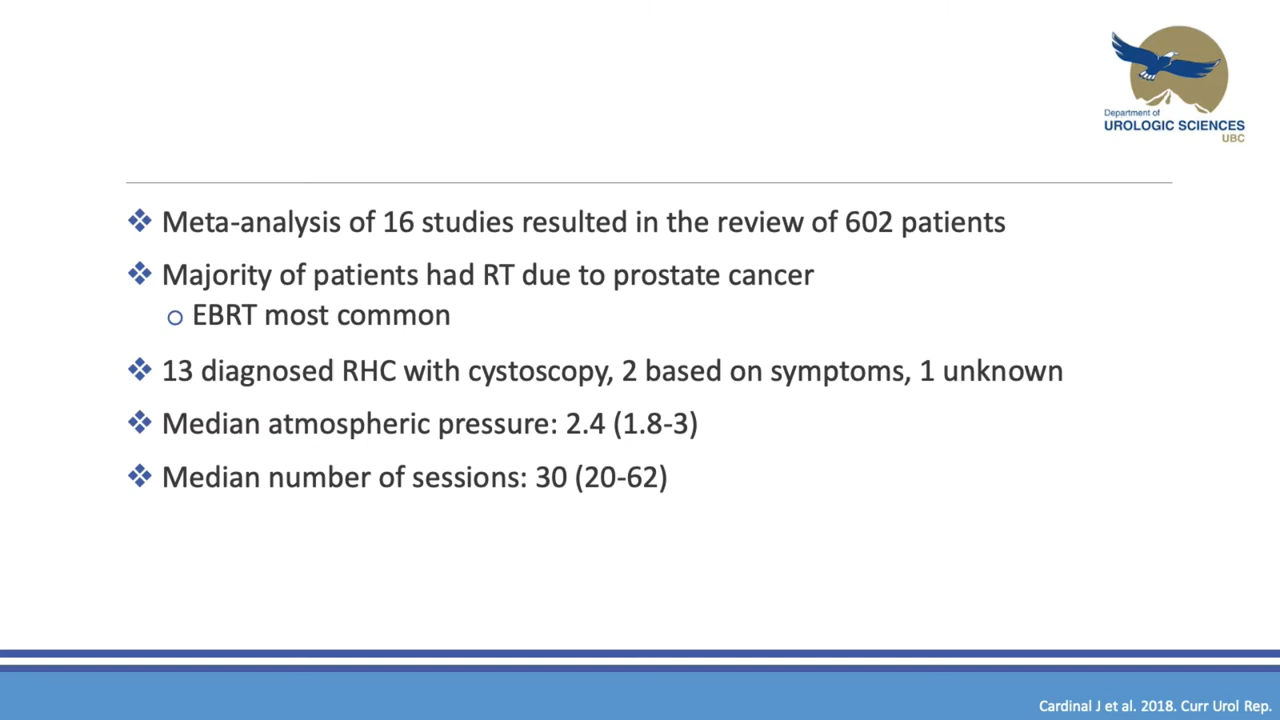 Department of
UROLOGIC SCIENCES
UBC
❖ Meta-analysis of 16 studies resulted in the review of 602 patients
❖ Majority of patients had RT due to prostate cancer
o EBRT most common
❖ 13 diagnosed RHC with cystoscopy, 2 based on symptoms, 1 unknown
❖ Median atmospheric pressure: 2.4 (1.8-3)
❖ Median number of sessions: 30 (20-62)
Cardinal J et al. 2018. Curr Urol Rep.